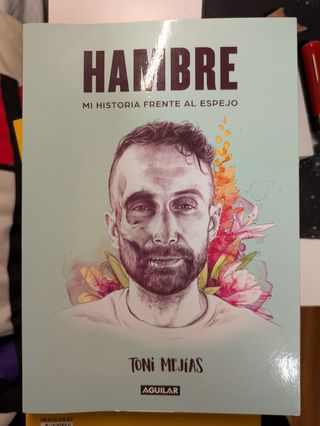 HAMBRE
MI HISTORIA FRENTE AL ESPEJO
TONI MEJÍAS
AGUILAR